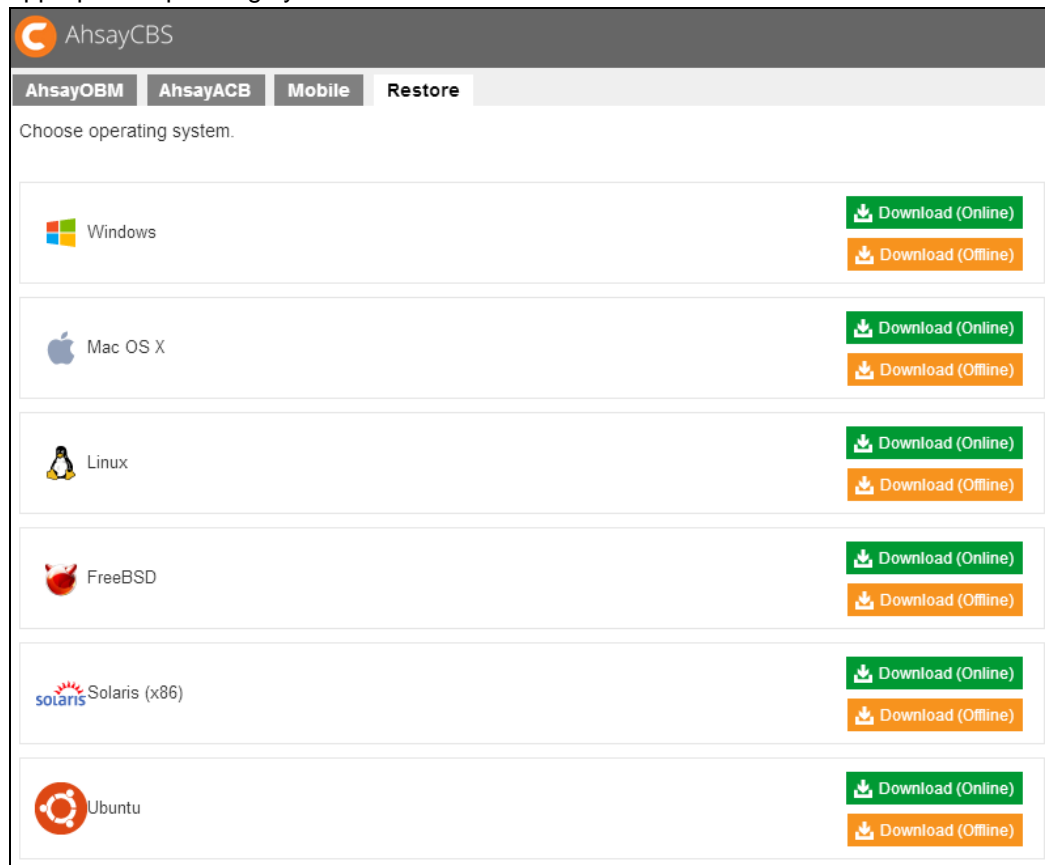 AhsayCBS
AhsayOBM AhsayACB Mobile Restore
Choose operating system.
Download (Online)
Windows
Download (Offline)
Download (Online)
Mac OS X
Download (Offline)
Download (Online)
Linux
Download (Offline)
Download (Online)
FreeBSD
Download (Offline)
Download (Online)
solaris Solaris (x86)
Download (Offline)
Download (Online)
Ubuntu
Download (Offline)